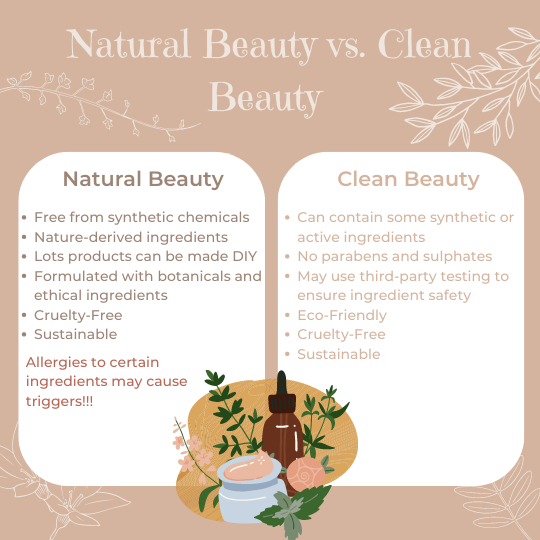 Natural Beauty vs. Clean
Beauty
Natural Beauty
• Free from synthetic chemicals
• Nature-derived ingredients
• Lots products can be made DIY
• Formulated with botanicals and
ethical ingredients
• Cruelty-Free
• Sustainable
Allergies to certain
ingredients may cause
triggers!!!
Clean Beauty
• Can contain some synthetic or
active ingredients
• No parabens and sulphates
• May use third-party testing to
ensure ingredient safety
• Eco-Friendly
• Cruelty-Free
• Sustainable